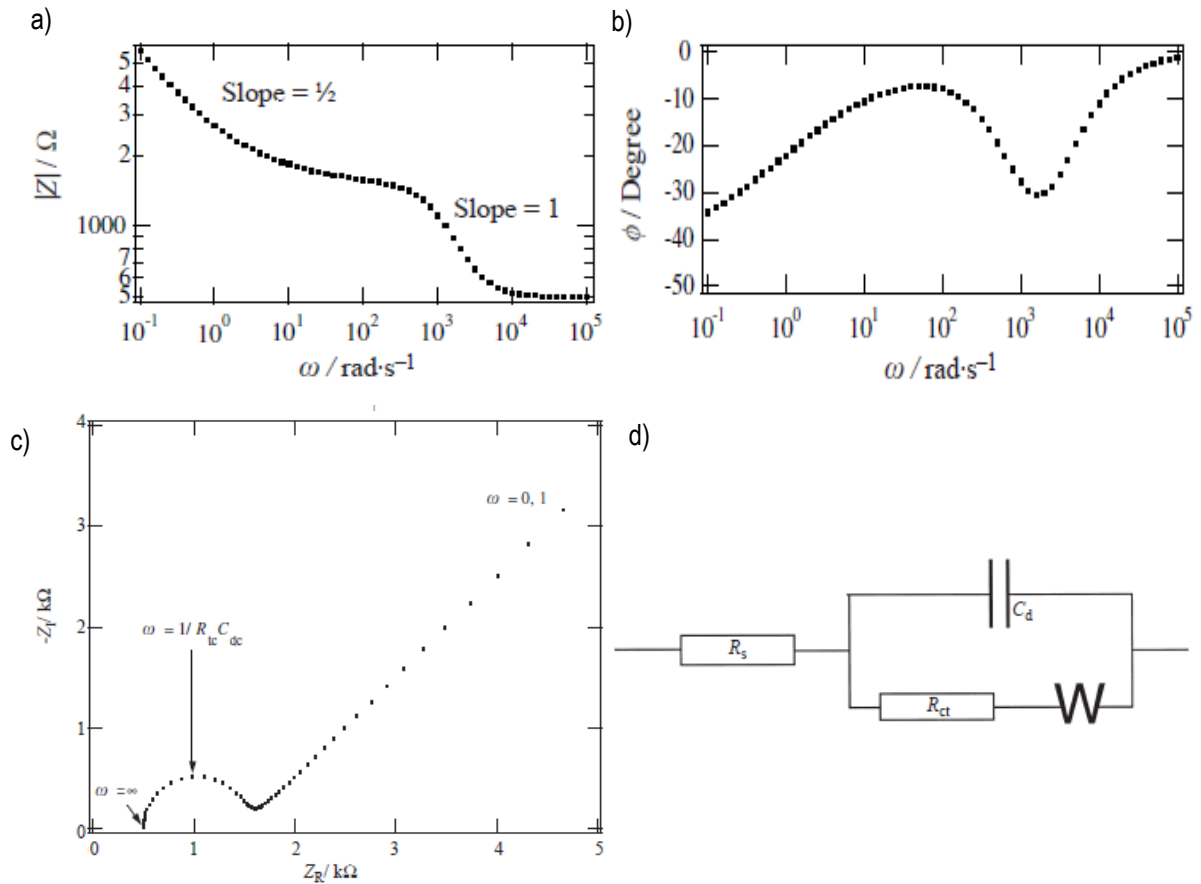 a)
5
4
3
2
1000
7
6
5
|Z| / Ω
Slope = ½
Slope = 1
10⁻¹ 10⁰ 10¹ 10² 10³ 10⁴ 10⁵
ω / rad·s⁻¹
b)
0
-10
-20
-30
-40
-50
ϕ / Degree
10⁻¹ 10⁰ 10¹ 10² 10³ 10⁴ 10⁵
ω / rad·s⁻¹
c)
4
3
2
1
0
-Z_I/ kΩ
ω = 0, 1
ω = 1/ R_tc C_dc
ω = ∞
0 1 2 3 4 5
Z_R/ kΩ
d)
C_d
R_s
R_ct
W